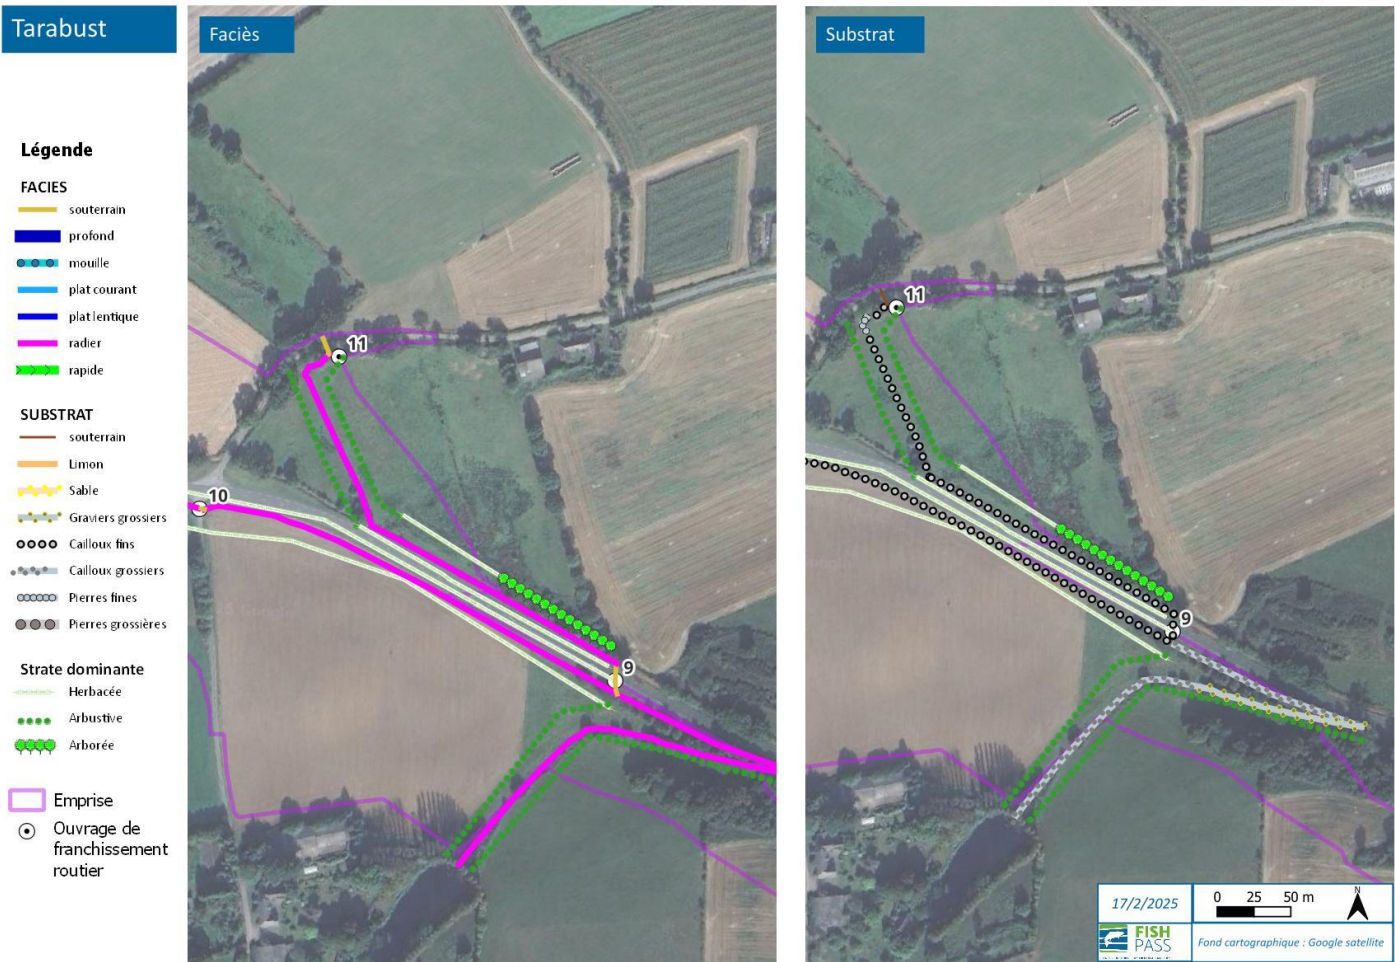 Tarabust
Faciès
Substrat
Légende
FACIES
souterrain
profond
mouille
plat courant
plat lentique
radier
rapide
SUBSTRAT
souterrain
Limon
Sable
Graviers grossiers
Cailloux fins
Cailloux grossiers
Pierres fines
Pierres grossières
Strate dominante
Herbacée
Arbustive
Arborée
Emprise
Ouvrage de
franchissement
routier
11
10
9
11
9
17/2/2025
0 25 50 m
N
FISH
PASS
Fond cartographique : Google satellite